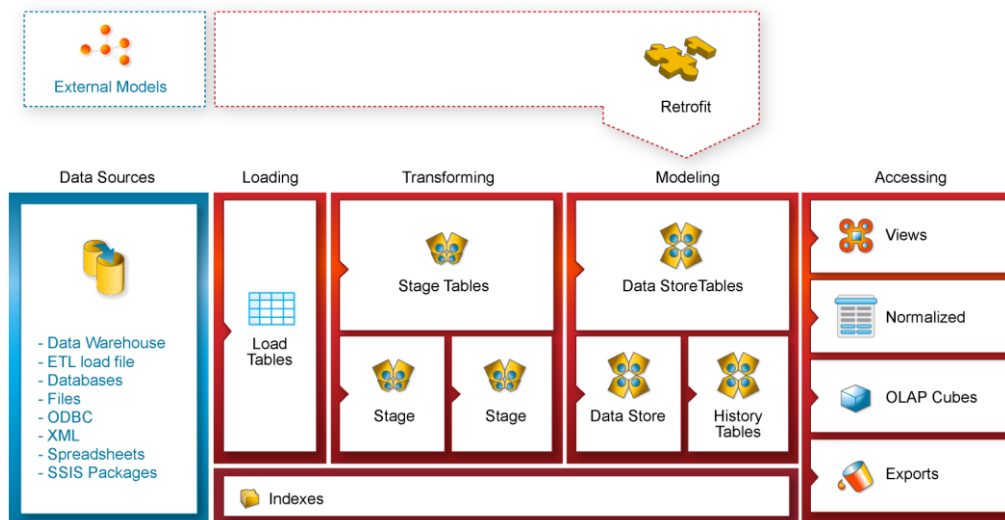 External Models
Retrofit
Data Sources
Loading
Transforming
Modeling
Accessing
- Data Warehouse
- ETL load file
- Databases
- Files
- ODBC
- XML
- Spreadsheets
- SSIS Packages
Load
Tables
Stage Tables
Stage
Stage
Data StoreTables
Data Store
History
Tables
Indexes
Views
Normalized
OLAP Cubes
Exports